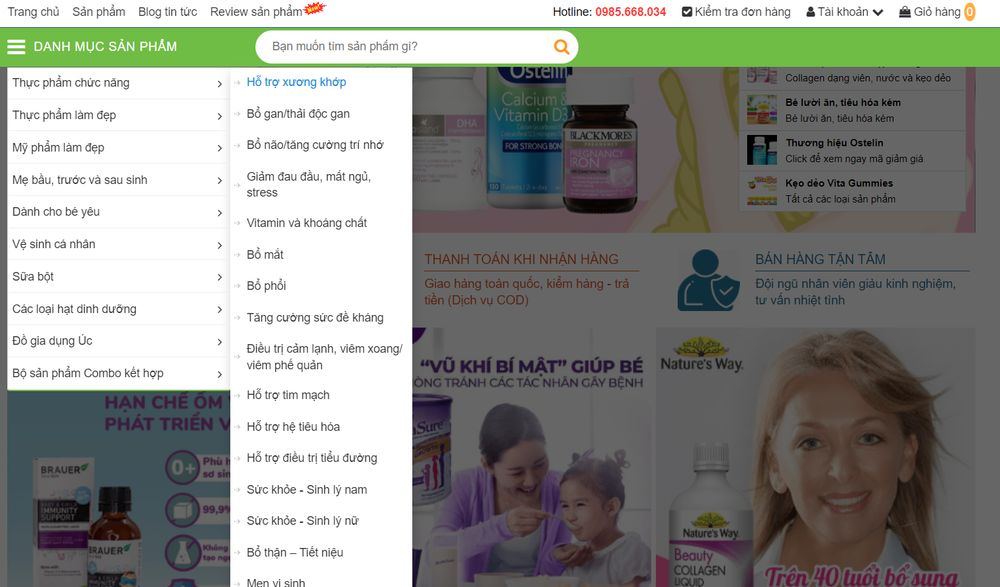 Trang chủ Sản phẩm Blog tin tức Review sản phẩm New! Hotline: 0985.668.034 Kiểm tra đơn hàng Tài khoản Giỏ hàng 0
DANH MỤC SẢN PHẨM
Bạn muốn tìm sản phẩm gì?
Thực phẩm chức năng
Thực phẩm làm đẹp
Mỹ phẩm làm đẹp
Mẹ bầu, trước và sau sinh
Dành cho bé yêu
Vệ sinh cá nhân
Sữa bột
Các loại hạt dinh dưỡng
Đồ gia dụng Úc
Bộ sản phẩm Combo kết hợp
Hỗ trợ xương khớp
Bổ gan/thải độc gan
Bổ não/tăng cường trí nhớ
Giảm đau đầu, mất ngủ,
stress
Vitamin và khoáng chất
Bổ mắt
Bổ phổi
Tăng cường sức đề kháng
Điều trị cảm lạnh, viêm xoang/
viêm phế quản
Hỗ trợ tim mạch
Hỗ trợ hệ tiêu hóa
Hỗ trợ điều trị tiểu đường
Sức khỏe - Sinh lý nam
Sức khỏe - Sinh lý nữ
Bổ thận – Tiết niệu
Men vi sinh
DHA
Ostelin
Calcium &
Vitamin D3
FOR STRONG BON
130 Tablets | 2-a-day
BLACKMORES
PREGNANCY
PREGNANCY
IRON
Collagen dạng viên, nước và kẹo dẻo
Bé lười ăn, tiêu hóa kém
Bé lười ăn, tiêu hóa kém
Thương hiệu Ostelin
Click để xem ngay mã giảm giá
Kẹo dẻo Vita Gummies
Tất cả các loại sản phẩm
THANH TOÁN KHI NHẬN HÀNG
Giao hàng toàn quốc, kiểm hàng - trả
tiền (Dịch vụ COD)
BÁN HÀNG TẬN TÂM
Đội ngũ nhân viên giàu kinh nghiệm,
tư vấn nhiệt tình
HẠN CHẾ ỐM
PHÁT TRIỂN
BRAUER
BABY & CHILD
IMMUNITY
SUPPORT
BRAUER
BABY & CHILD
IMMUNITY
0+
Phù h
sơ sin
99,9%
Không
tạo ng
“VŨ KHÍ BÍ MẬT” GIÚP BÉ
ÒNG TRÁNH CÁC TÁC NHÂN GÂY BỆNH
Sure
Nature's Way.
Nature's Way.
Beauty
COLLAGEN
LIQUID
Trên 40 tuổi bổ sung